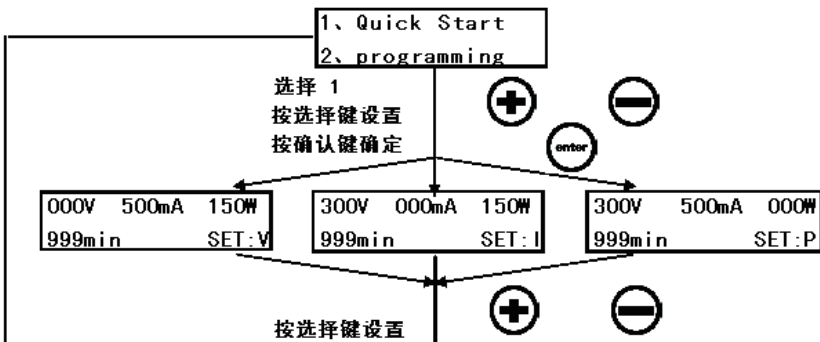 1、Quick Start
2、programming
选择 1
按选择键设置
按确认键确定
enter
000V 500mA 150W
999min SET:V
300V 000mA 150W
999min SET:I
300V 500mA 000W
999min SET:P
按选择键设置